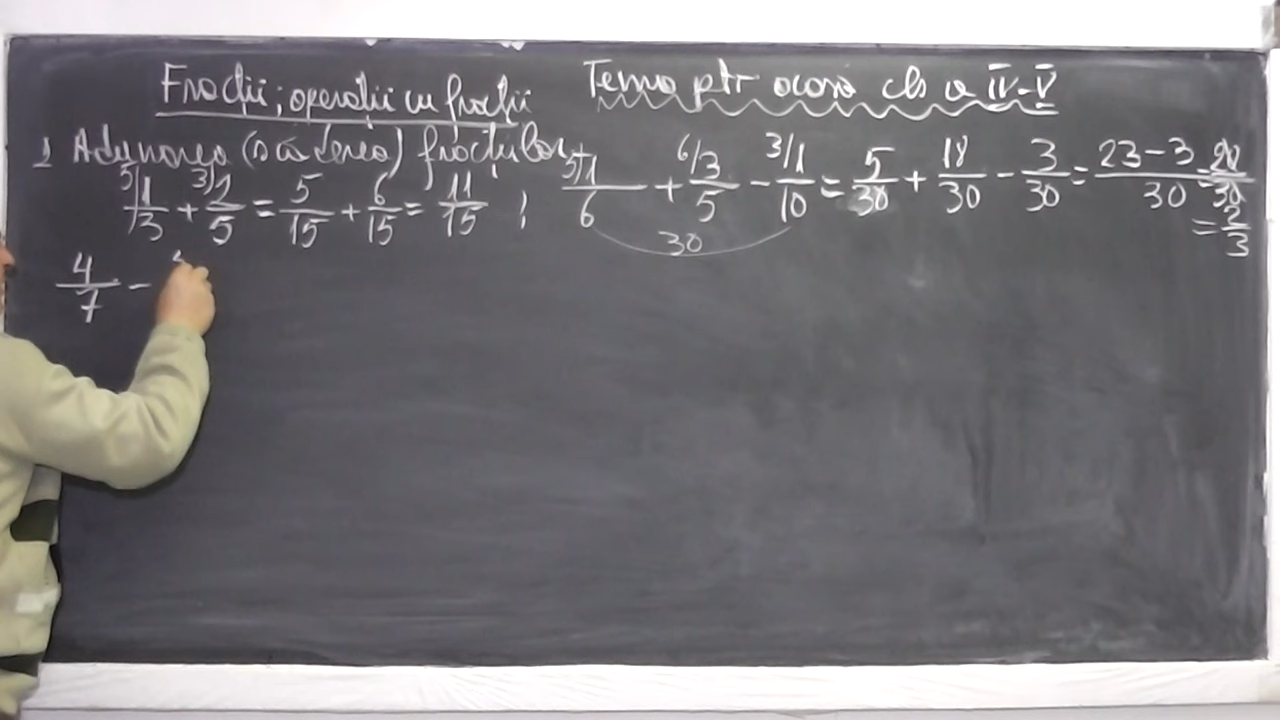 Fracții; operații cu fracții
Tema ptr acasă cls a IV-V
1 Adunarea (scăderea) fracțiilor
5/1/3 + 3/2/5 = 5/15 + 6/15 = 11/15 ; 5/1/6 + 6/3/5 - 3/1/10 = 5/30 + 18/30 - 3/30 = 23-3/30 = 20/30
30
= 2/3
4/7 -